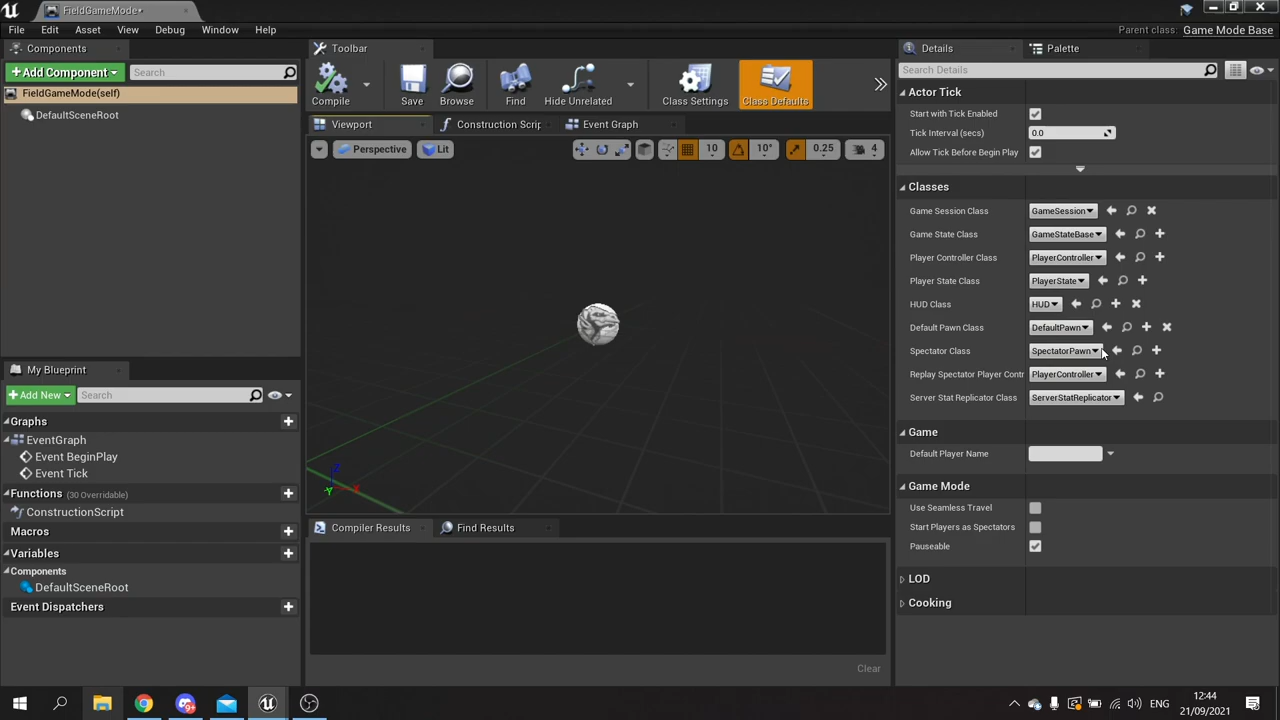 FieldGameMode•
File Edit Asset View Debug Window Help
Parent class: Game Mode Base
Components
+Add Component
Search
FieldGameMode(self)
DefaultSceneRoot
My Blueprint
+Add New
Search
Graphs
EventGraph
Event BeginPlay
Event Tick
Functions (30 Overridable)
ConstructionScript
Macros
Variables
Components
DefaultSceneRoot
Event Dispatchers
Toolbar
Compile
Save
Browse
Find
Hide Unrelated
Class Settings
Class Defaults
Viewport
Construction Scrip
Event Graph
Perspective
Lit
10
10°
0.25
4
Z
X
Y
Compiler Results
Find Results
Clear
Details
Palette
Search Details
Actor Tick
Start with Tick Enabled
Tick Interval (secs) 0.0
Allow Tick Before Begin Play
Classes
Game Session Class GameSession
Game State Class GameStateBase
Player Controller Class PlayerController
Player State Class PlayerState
HUD Class HUD
Default Pawn Class DefaultPawn
Spectator Class SpectatorPawn
Replay Spectator Player Contr PlayerController
Server Stat Replicator Class ServerStatReplicator
Game
Default Player Name
Game Mode
Use Seamless Travel
Start Players as Spectators
Pauseable
LOD
Cooking
ENG
12:44
21/09/2021